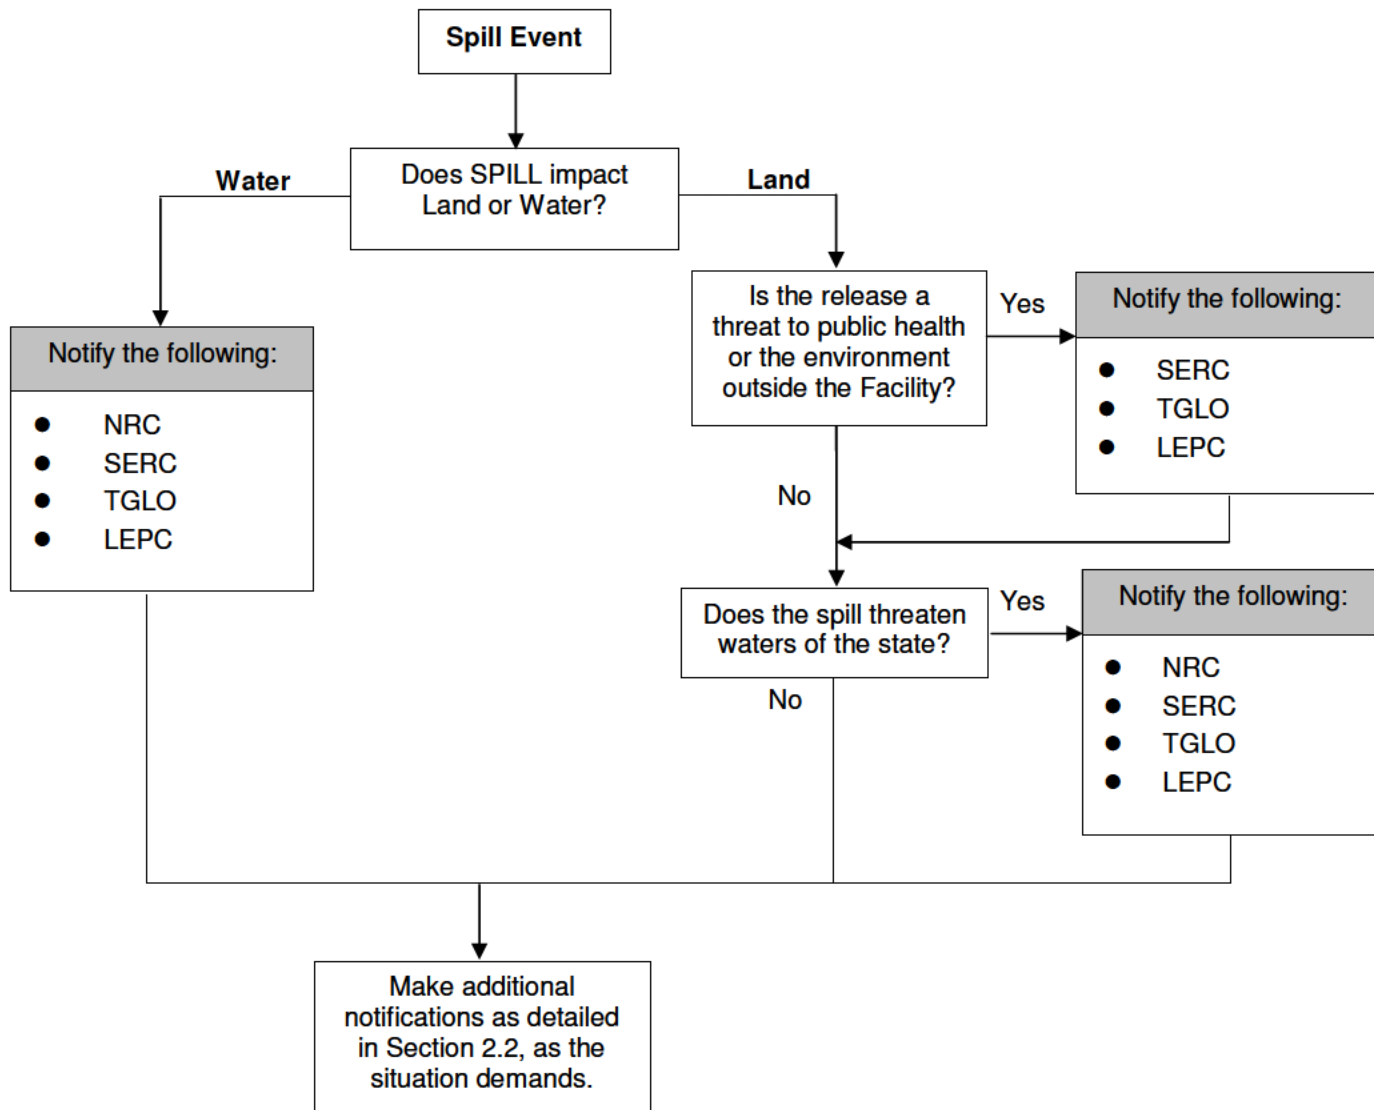 Spill Event
Does SPILL impact
Land or Water?
Water
Land
Notify the following:
● NRC
● SERC
● TGLO
● LEPC
Is the release a
threat to public health
or the environment
outside the Facility?
Yes
Notify the following:
● SERC
● TGLO
● LEPC
No
Does the spill threaten
waters of the state?
Yes
Notify the following:
● NRC
● SERC
● TGLO
● LEPC
No
Make additional
notifications as detailed
in Section 2.2, as the
situation demands.